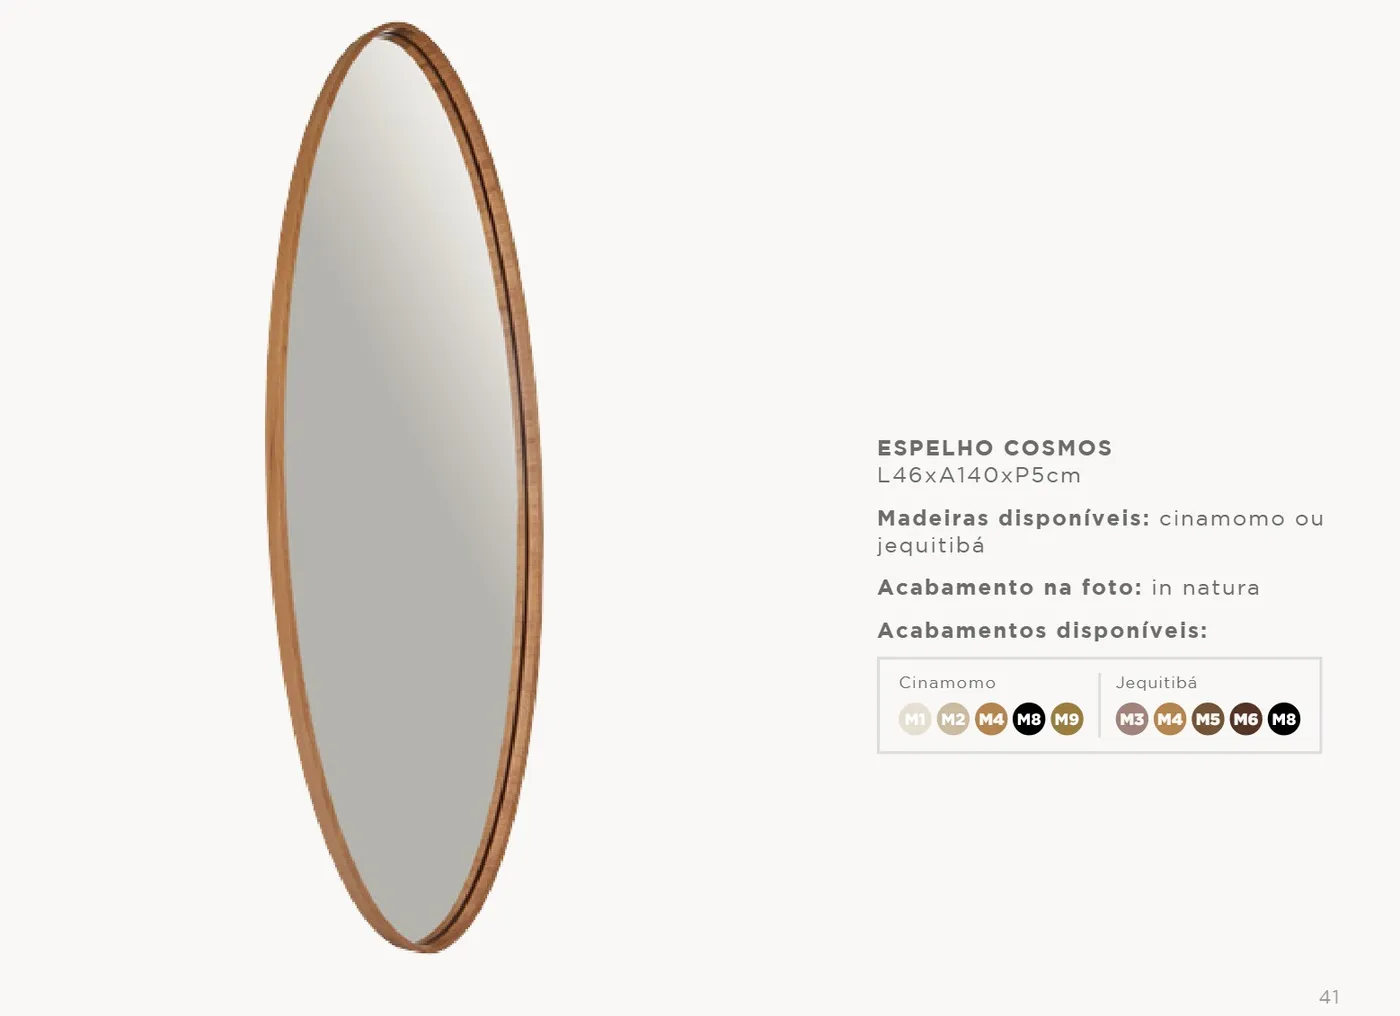 ESPELHO COSMOS
L46xA140xP5cm
Madeiras disponíveis: cinamomo ou
jequitibá
Acabamento na foto: in natura
Acabamentos disponíveis:
Cinamomo
M1 M2 M4 M8 M9
Jequitibá
M3 M4 M5 M6 M8
41